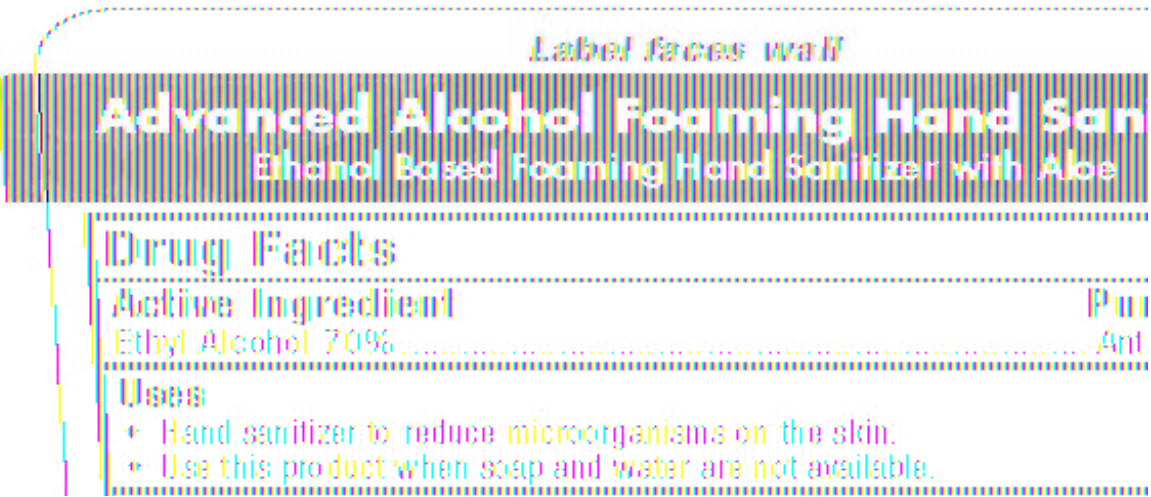 Label faces wall
Advanced Alcohol Foaming Hand
Ethanol Based Foaming Hand Sanitizer with Aloe
Drug Facts
Active Ingredient
Ethyl Alcohol 70%
Uses
• Hand sanitizer to reduce microorganisms on the skin.
• Use this product when soap and water are not available.